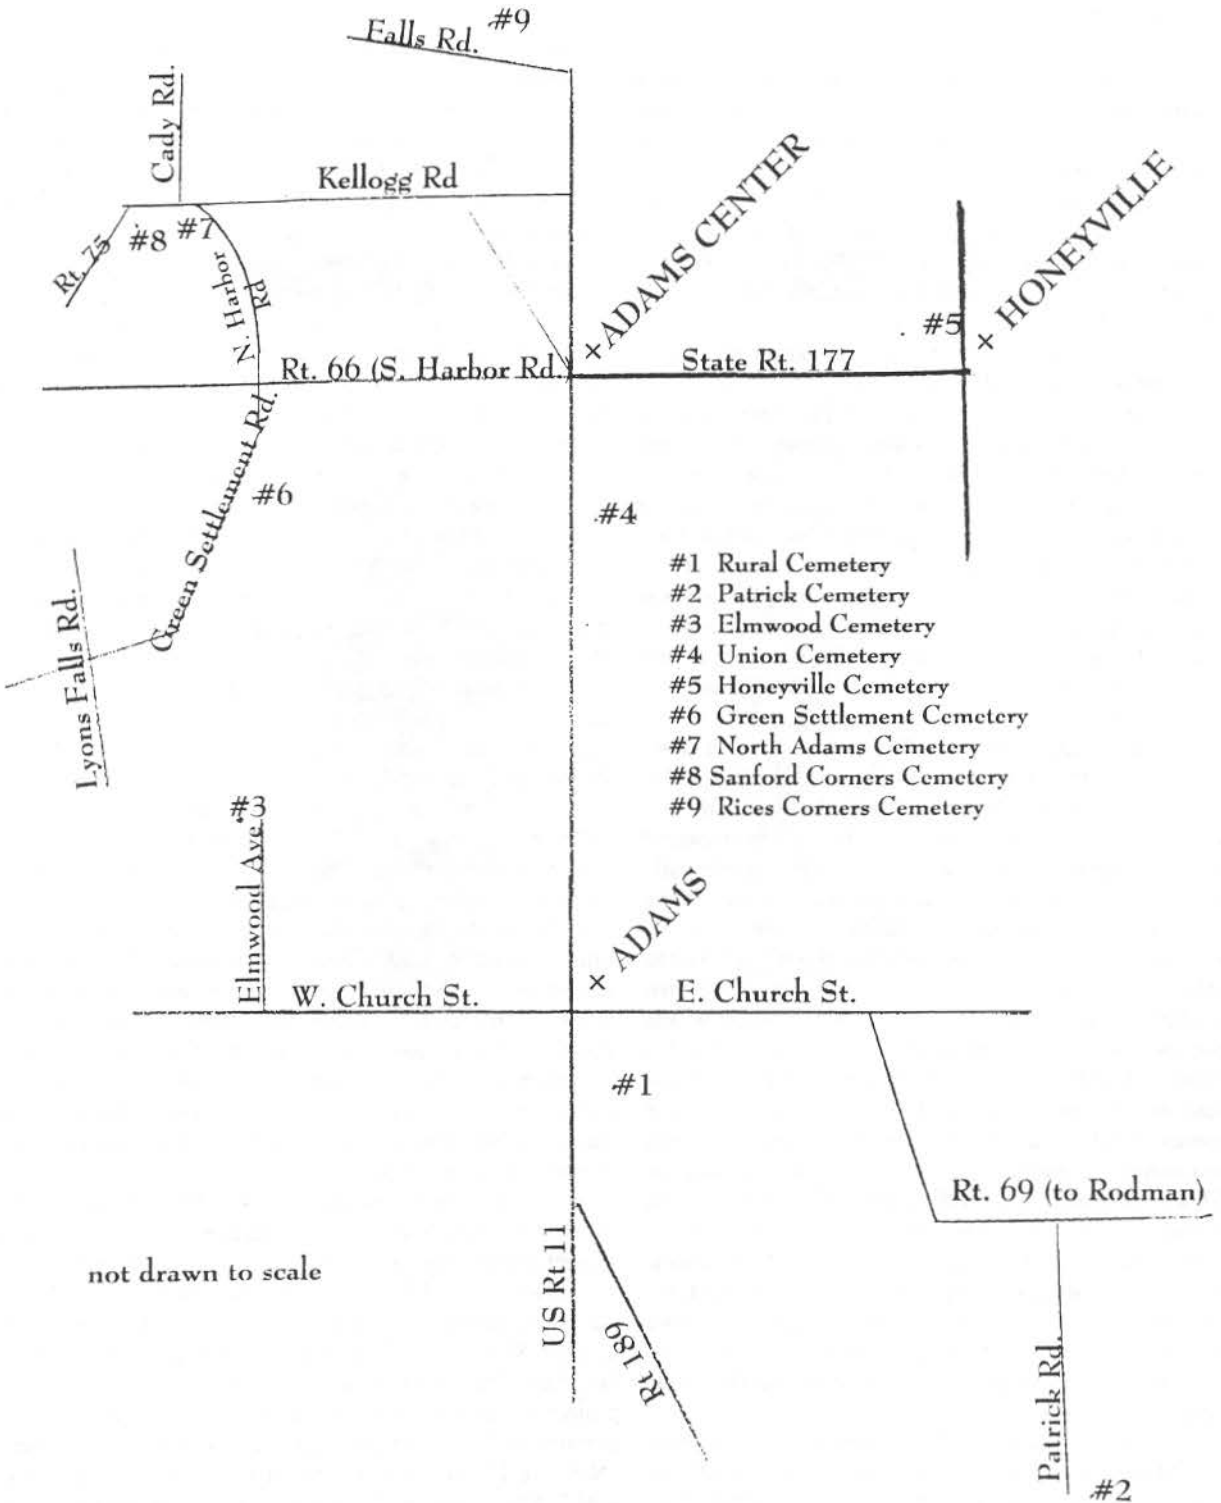 #9
Falls Rd.
Cady Rd.
Kellogg Rd
ADAMS CENTER
HONEYVILLE
#8 #7
Rt. 75
N. Harbor
Rd
#5
×
×
Rt. 66 (S. Harbor Rd.
State Rt. 177
Green Settlement Rd.
#6
#4
#1 Rural Cemetery
#2 Patrick Cemetery
#3 Elmwood Cemetery
#4 Union Cemetery
#5 Honeyville Cemetery
#6 Green Settlement Cemetery
#7 North Adams Cemetery
#8 Sanford Corners Cemetery
#9 Rices Corners Cemetery
Lyons Falls Rd.
#3
Elmwood Ave.
× ADAMS
W. Church St.
E. Church St.
#1
Rt. 69 (to Rodman)
not drawn to scale
US Rt 11
Rt 189
Patrick Rd.
#2